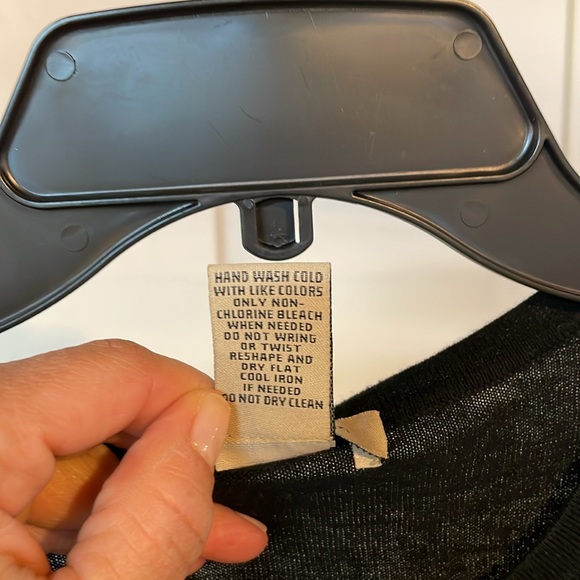 HAND WASH COLD
WITH LIKE COLORS
ONLY NON-
CHLORINE BLEACH
WHEN NEEDED
DO NOT WRING
OR TWIST
RESHAPE AND
DRY FLAT
COOL IRON
IF NEEDED
DO NOT DRY CLEAN